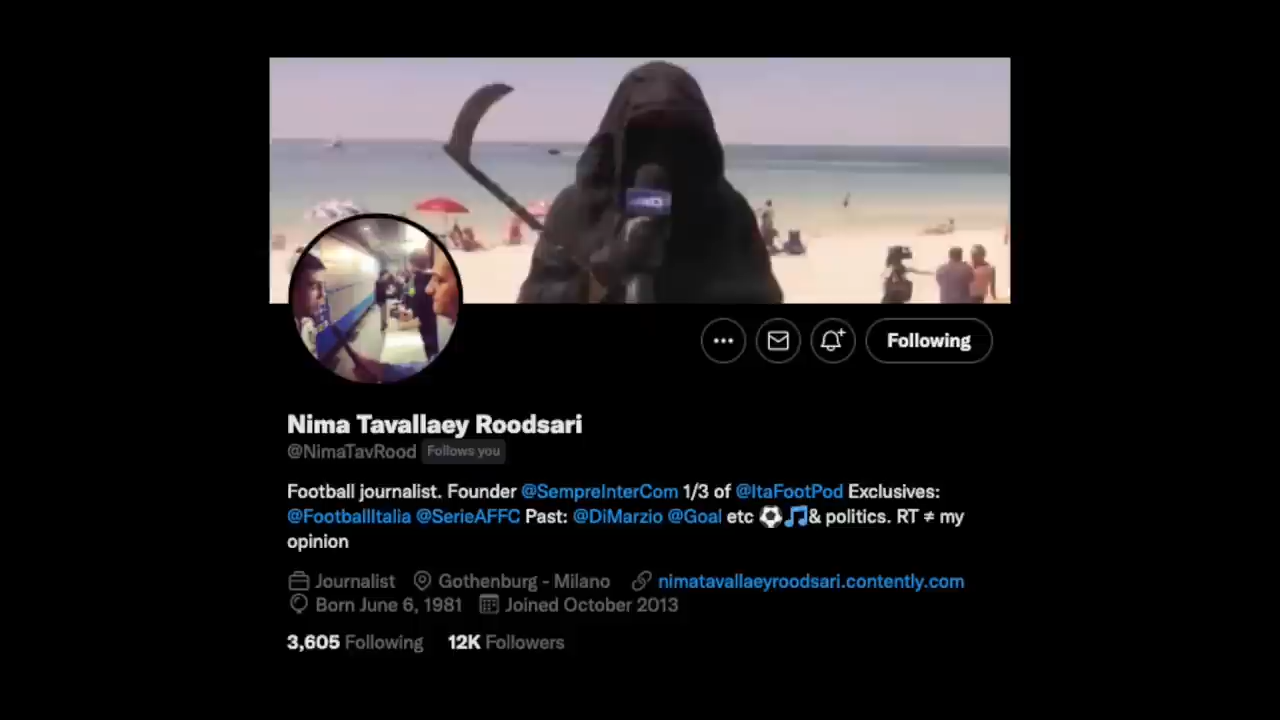 Following
Nima Tavallaey Roodsari
@NimaTavRood Follows you
Football journalist. Founder @SempreInterCom 1/3 of @ItaFootPod Exclusives:
@FootballItalia @SerieAFFC Past: @DiMarzio @Goal etc ⚽🎵& politics. RT ≠ my
opinion
Journalist Gothenburg - Milano nimatavallaeyroodsari.contently.com
Born June 6, 1981 Joined October 2013
3,605 Following 12K Followers